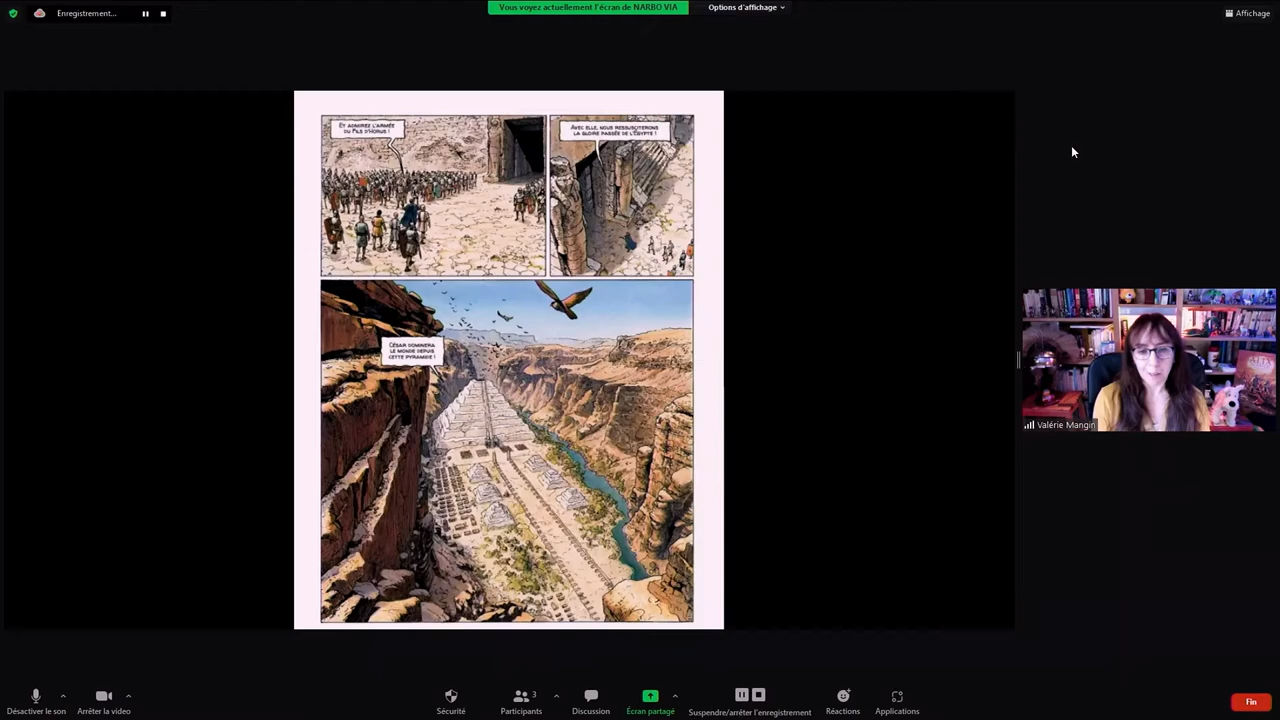 Enregistrement...
Vous voyez actuellement l'écran de NARBO VIA
Options d'affichage
Affichage
ET ADMIREZ L'ARMÉE
DU FILS D'HORUS !
AVEC ELLE, NOUS RESSUSCITERONS
LA GLOIRE PASSÉE DE L'ÉGYPTE !
CÉSAR DOMINERA
LE MONDE DEPUIS
CETTE PYRAMIDE !
Valérie Mangin
Désactiver le son
Arrêter la video
Sécurité
3
Participants
Discussion
Écran partagé
Suspendre/arrêter l'enregistrement
Réactions
Applications
Fin